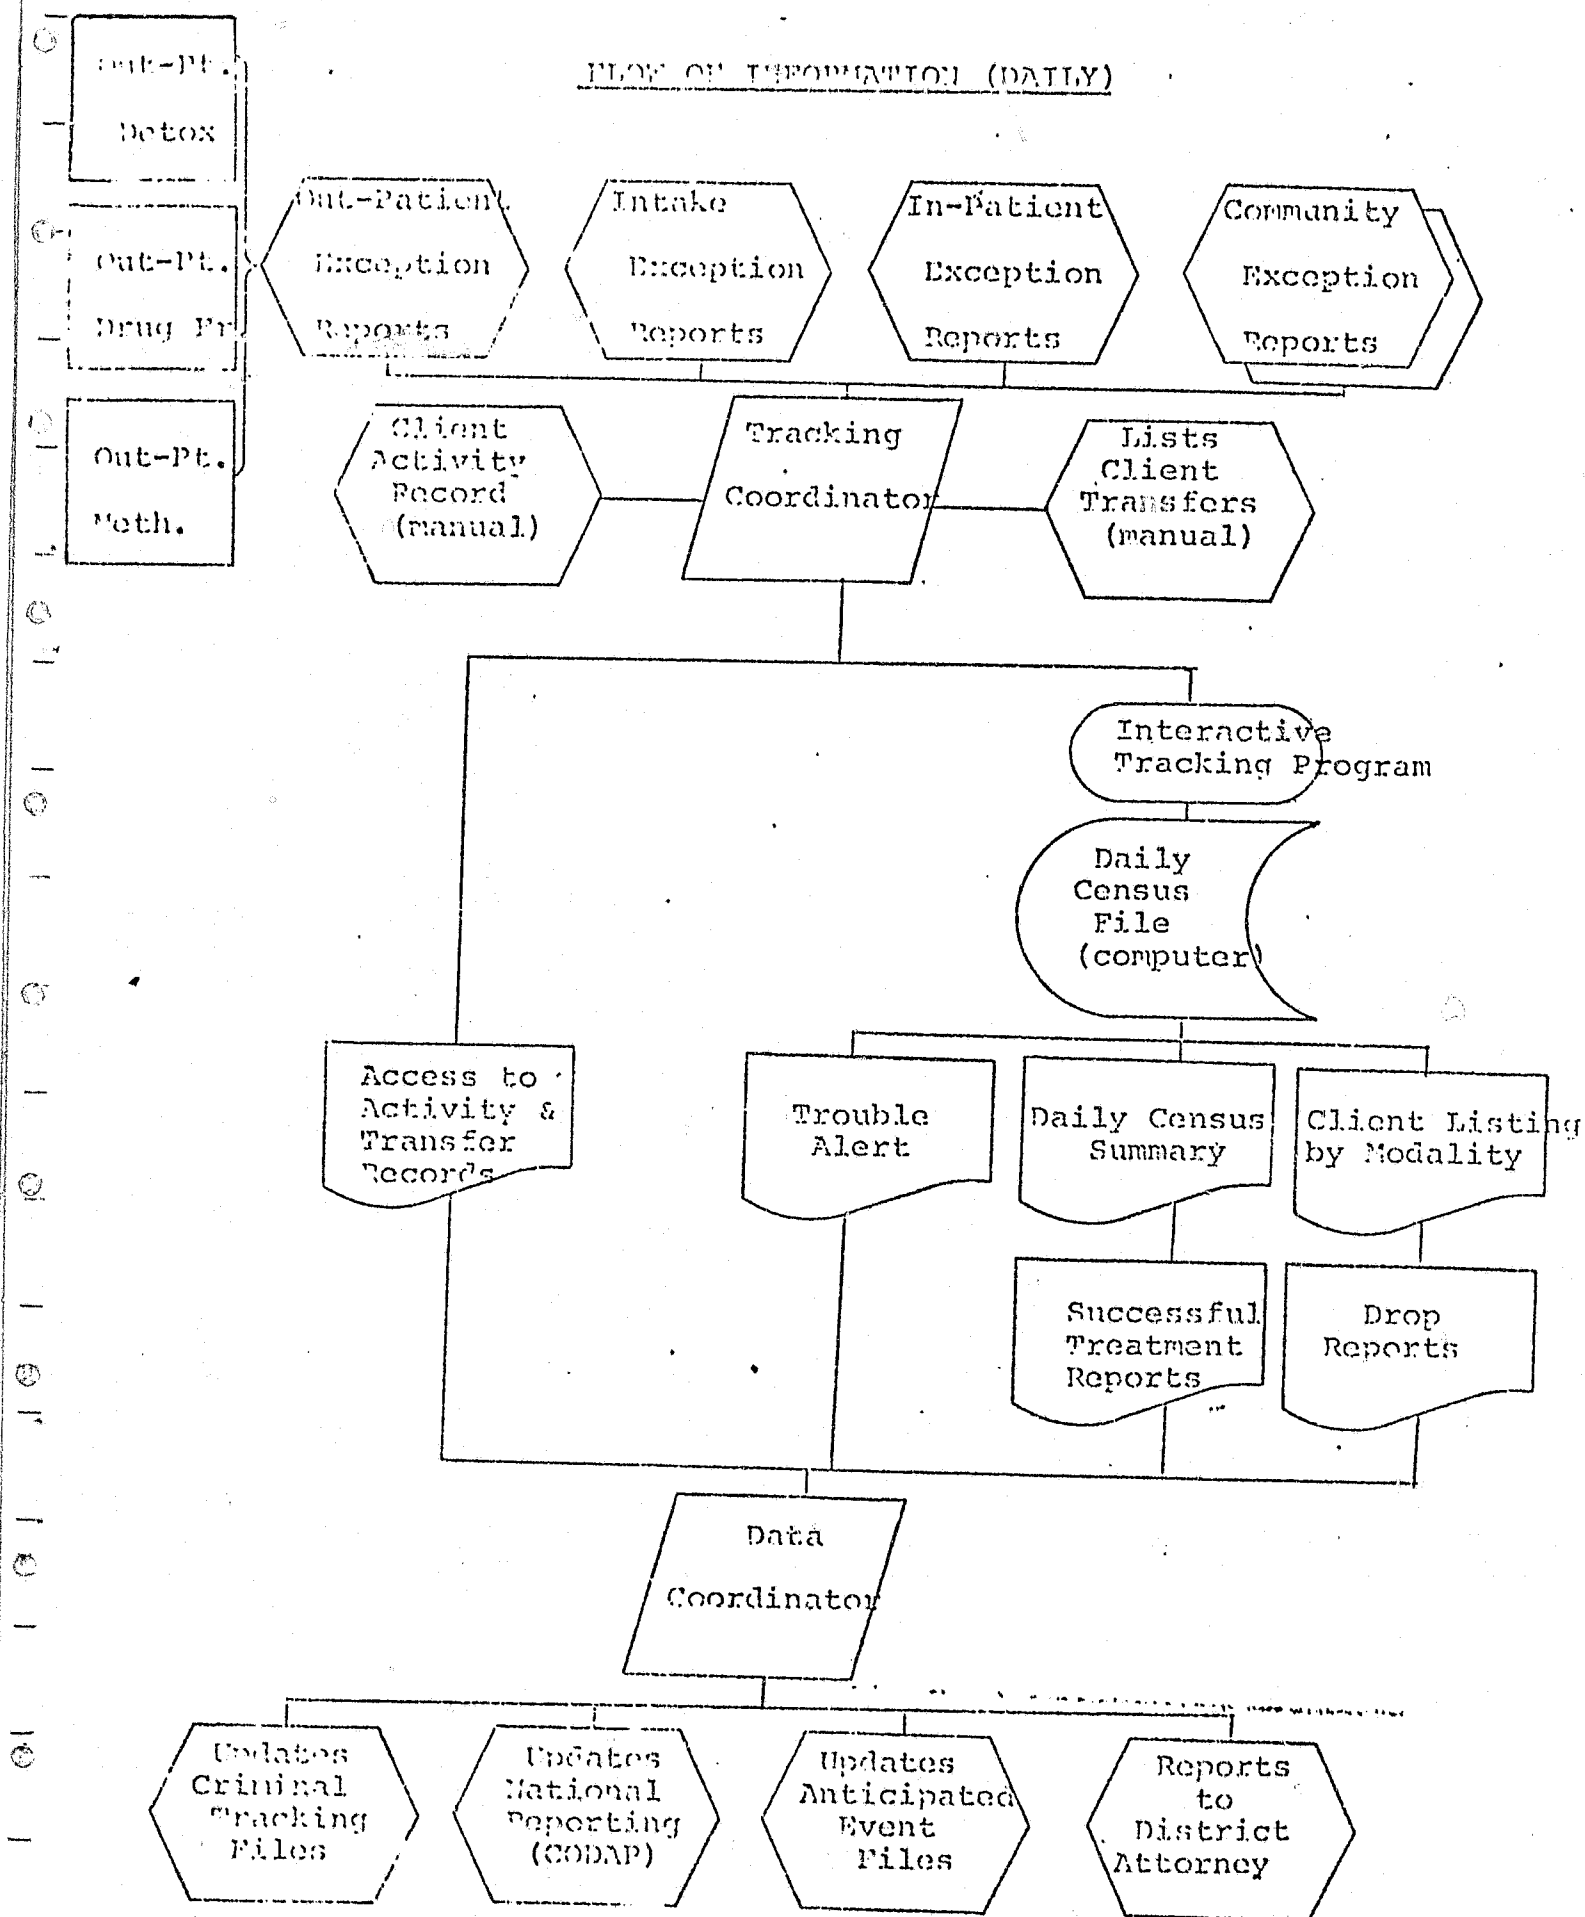 FLOW OF INFORMATION (DAILY)
Out-Pt.
Detox
Out-Pt.
Drug Fr.
Out-Pt.
Meth.
Out-Patient
Exception
Reports
Intake
Exception
Reports
In-Patient
Exception
Reports
Community
Exception
Reports
Client
Activity
Record
(manual)
Tracking
Coordinator
Lists
Client
Transfers
(manual)
Interactive
Tracking Program
Daily
Census
File
(computer)
Access to
Activity &
Transfer
Records
Trouble
Alert
Daily Census
Summary
Client Listing
by Modality
Successful
Treatment
Reports
Drop
Reports
Data
Coordinator
Updates
Criminal
Tracking
Files
Updates
National
Reporting
(CODAP)
Updates
Anticipated
Event
Files
Reports
to
District
Attorney